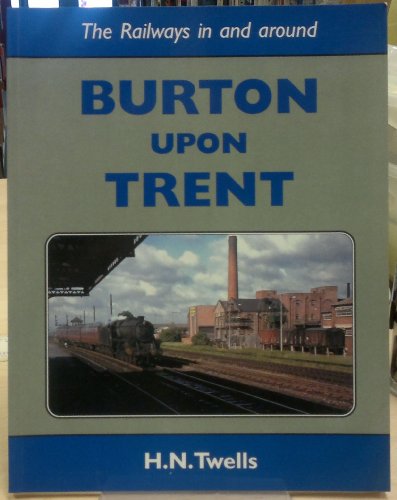 The Railways in and around
BURTON
UPON
TRENT
H.N.Twells